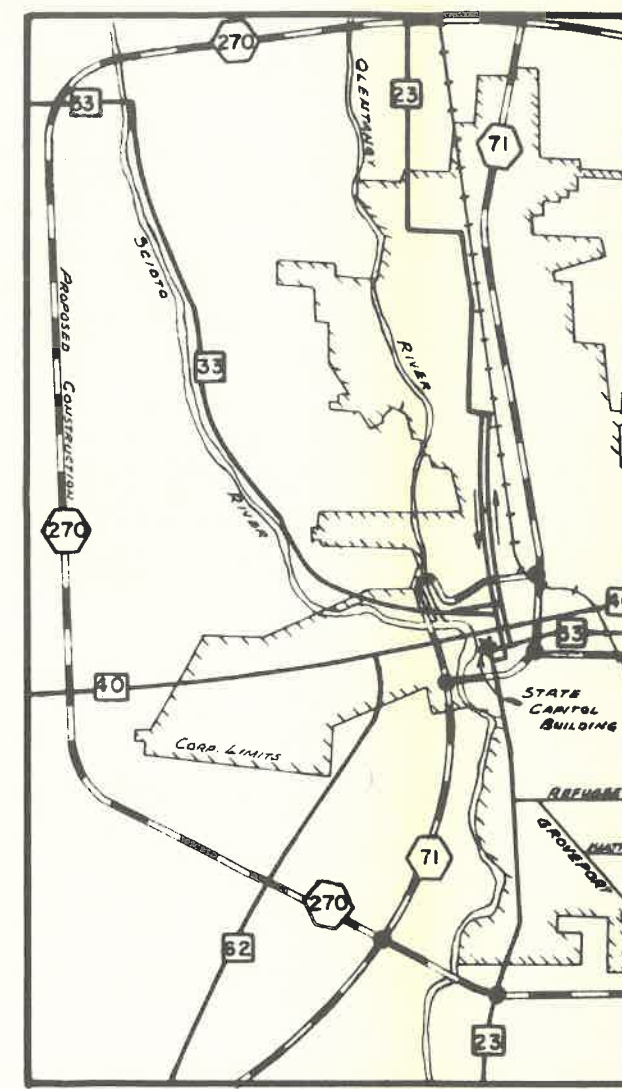 270
33
OLENTANGY
23
71
SCIOTO
PROPOSED CONSTRUCTION
33
RIVER
270
RIVER
33
40
STATE
CAPITOL
BUILDING
CORP. LIMITS
REFUGEE
GROVEPORT
71
270
62
23